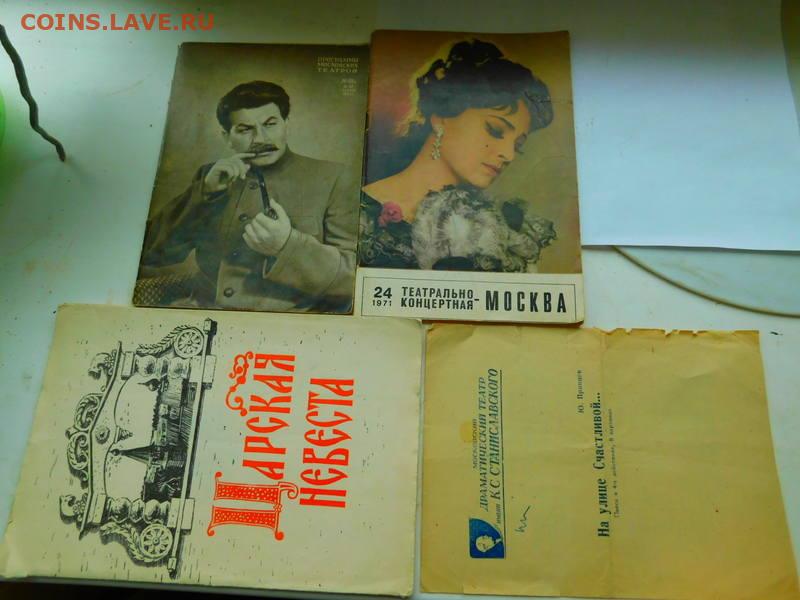 COINS.LAVE.RU
ПРОГРАММЫ
МОСКОВСКИХ
ТЕАТРОВ
24
1971
ТЕАТРАЛЬНО-
КОНЦЕРТНАЯ
МОСКВА
ЦАРСКАЯ
НЕВЕСТА
МОСКОВСКИЙ
ДРАМАТИЧЕСКИЙ ТЕАТР
имени К С СТАНИСЛАВСКОГО
Ю. Принцев
На улице Счастливой...